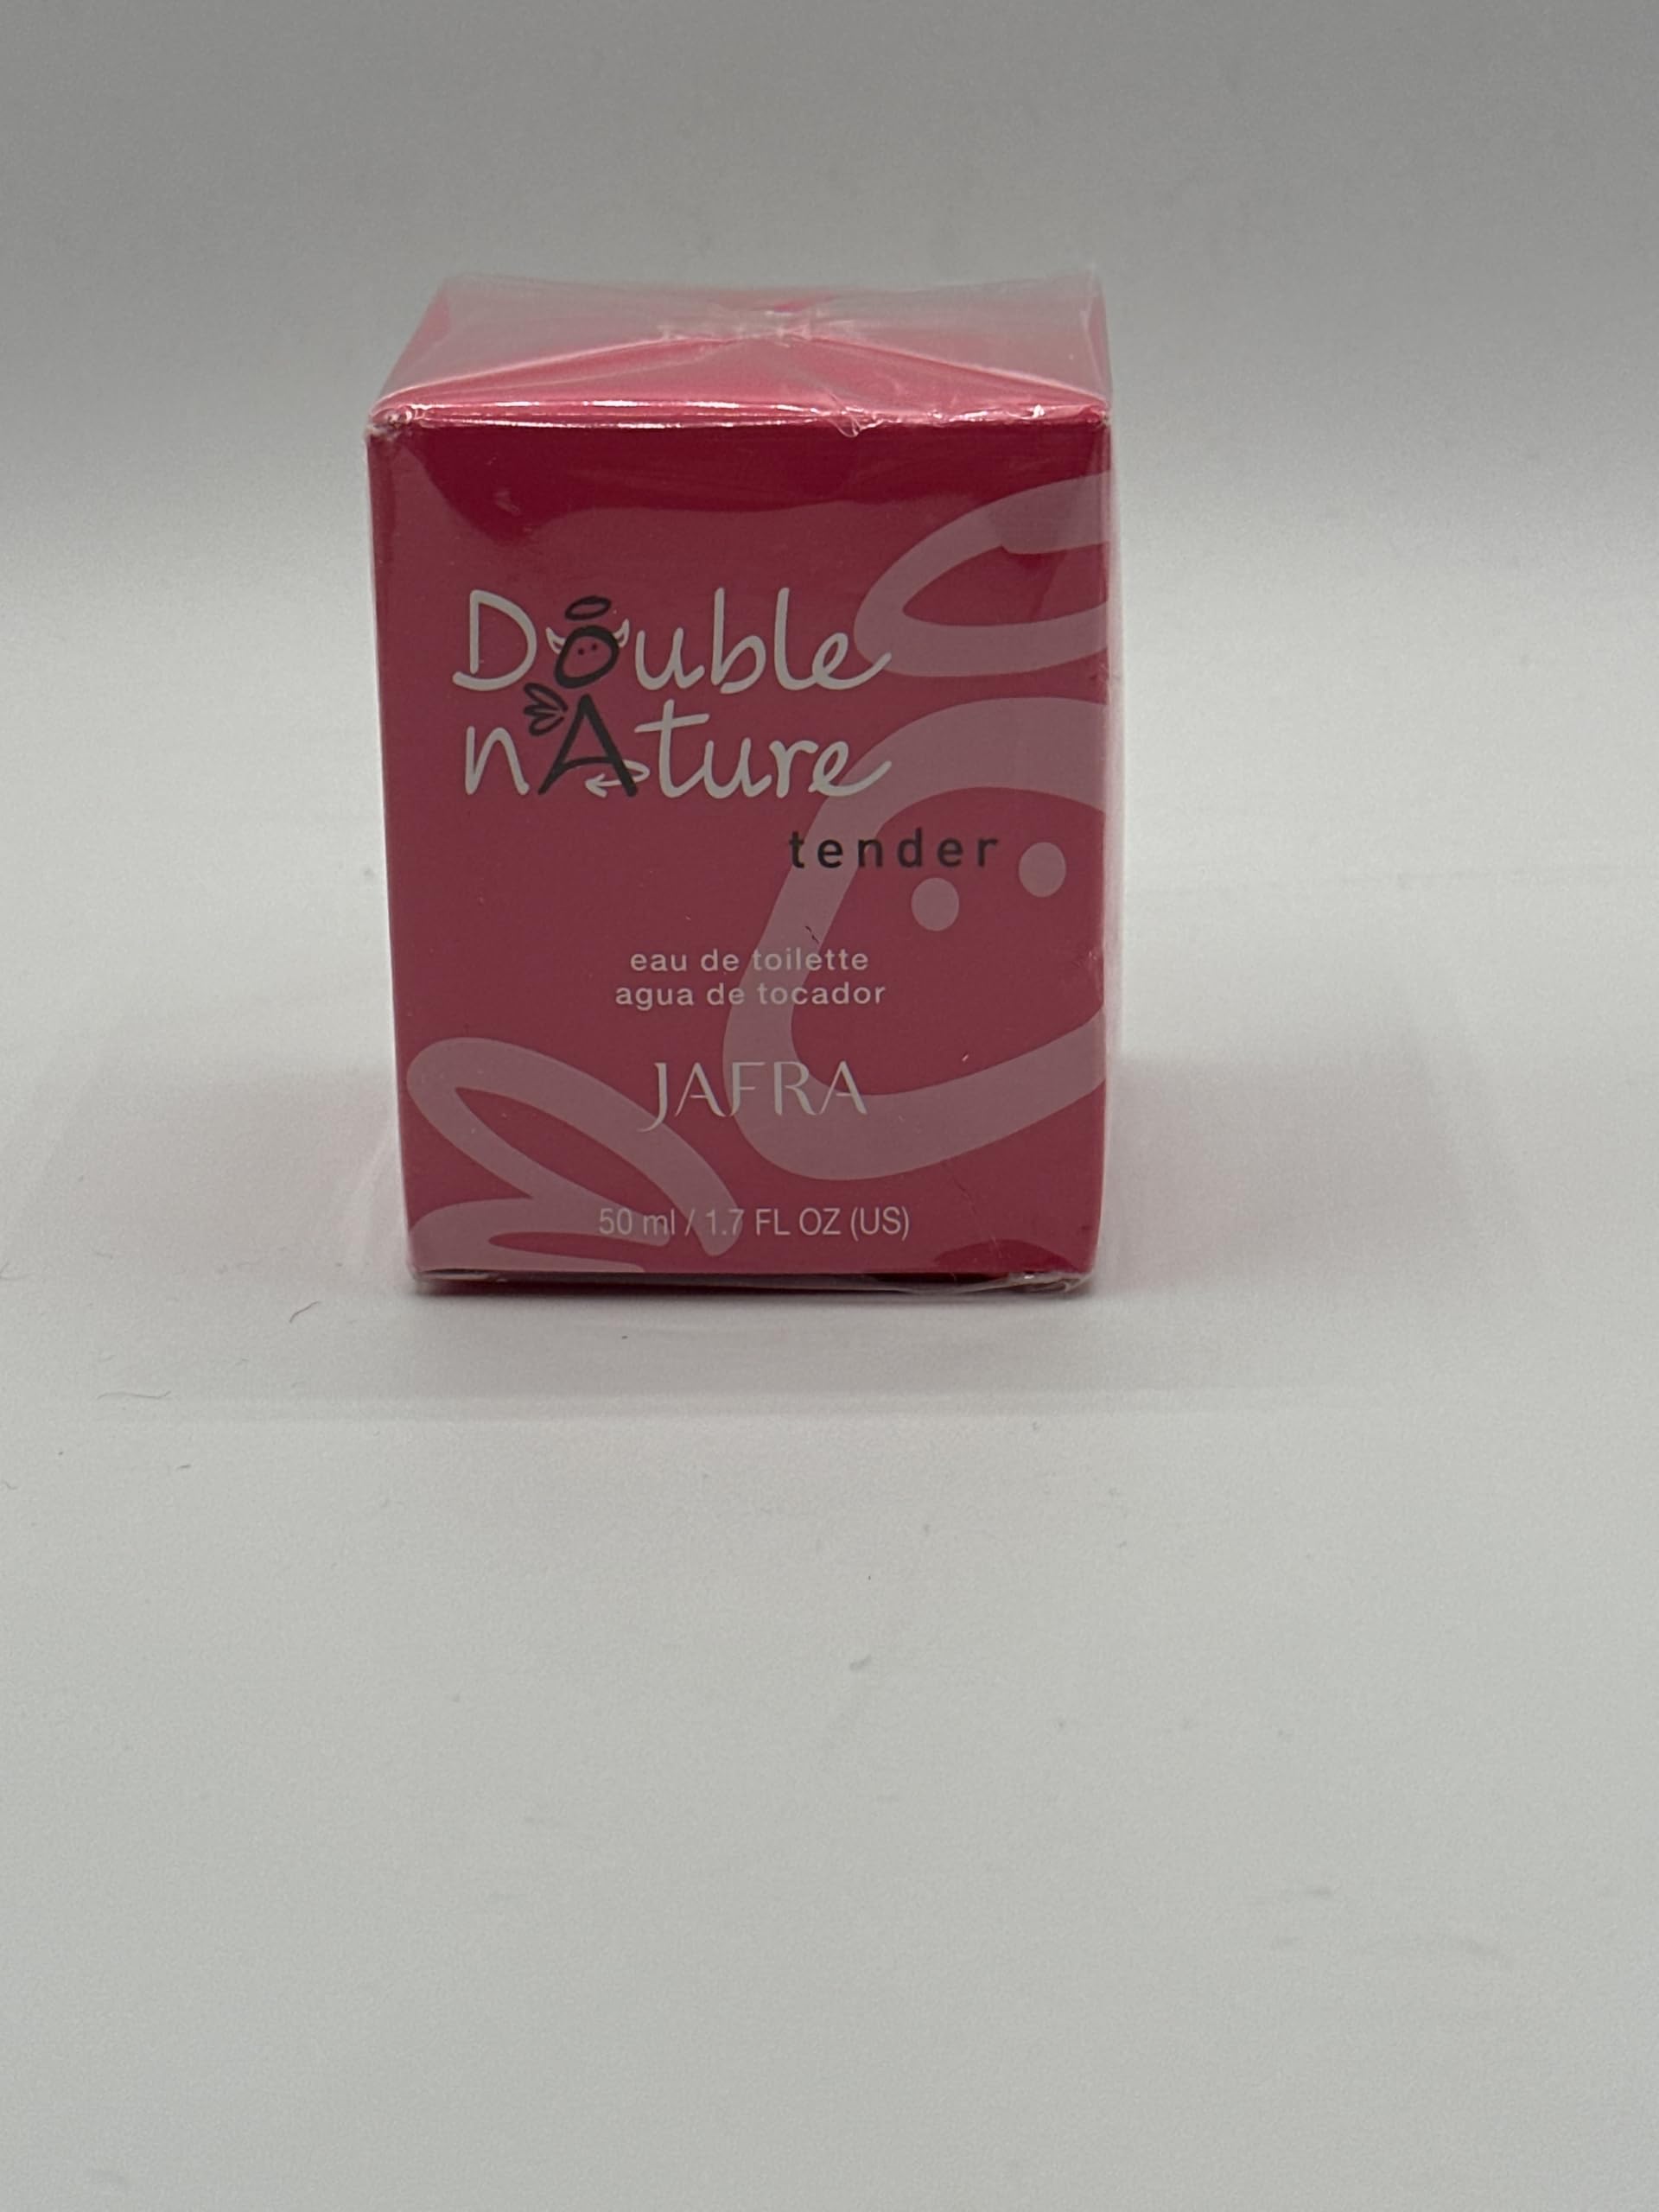 Double
nAture
tender
eau de toilette
agua de tocador
JAFRA
50 ml / 1.7 FL OZ (US)